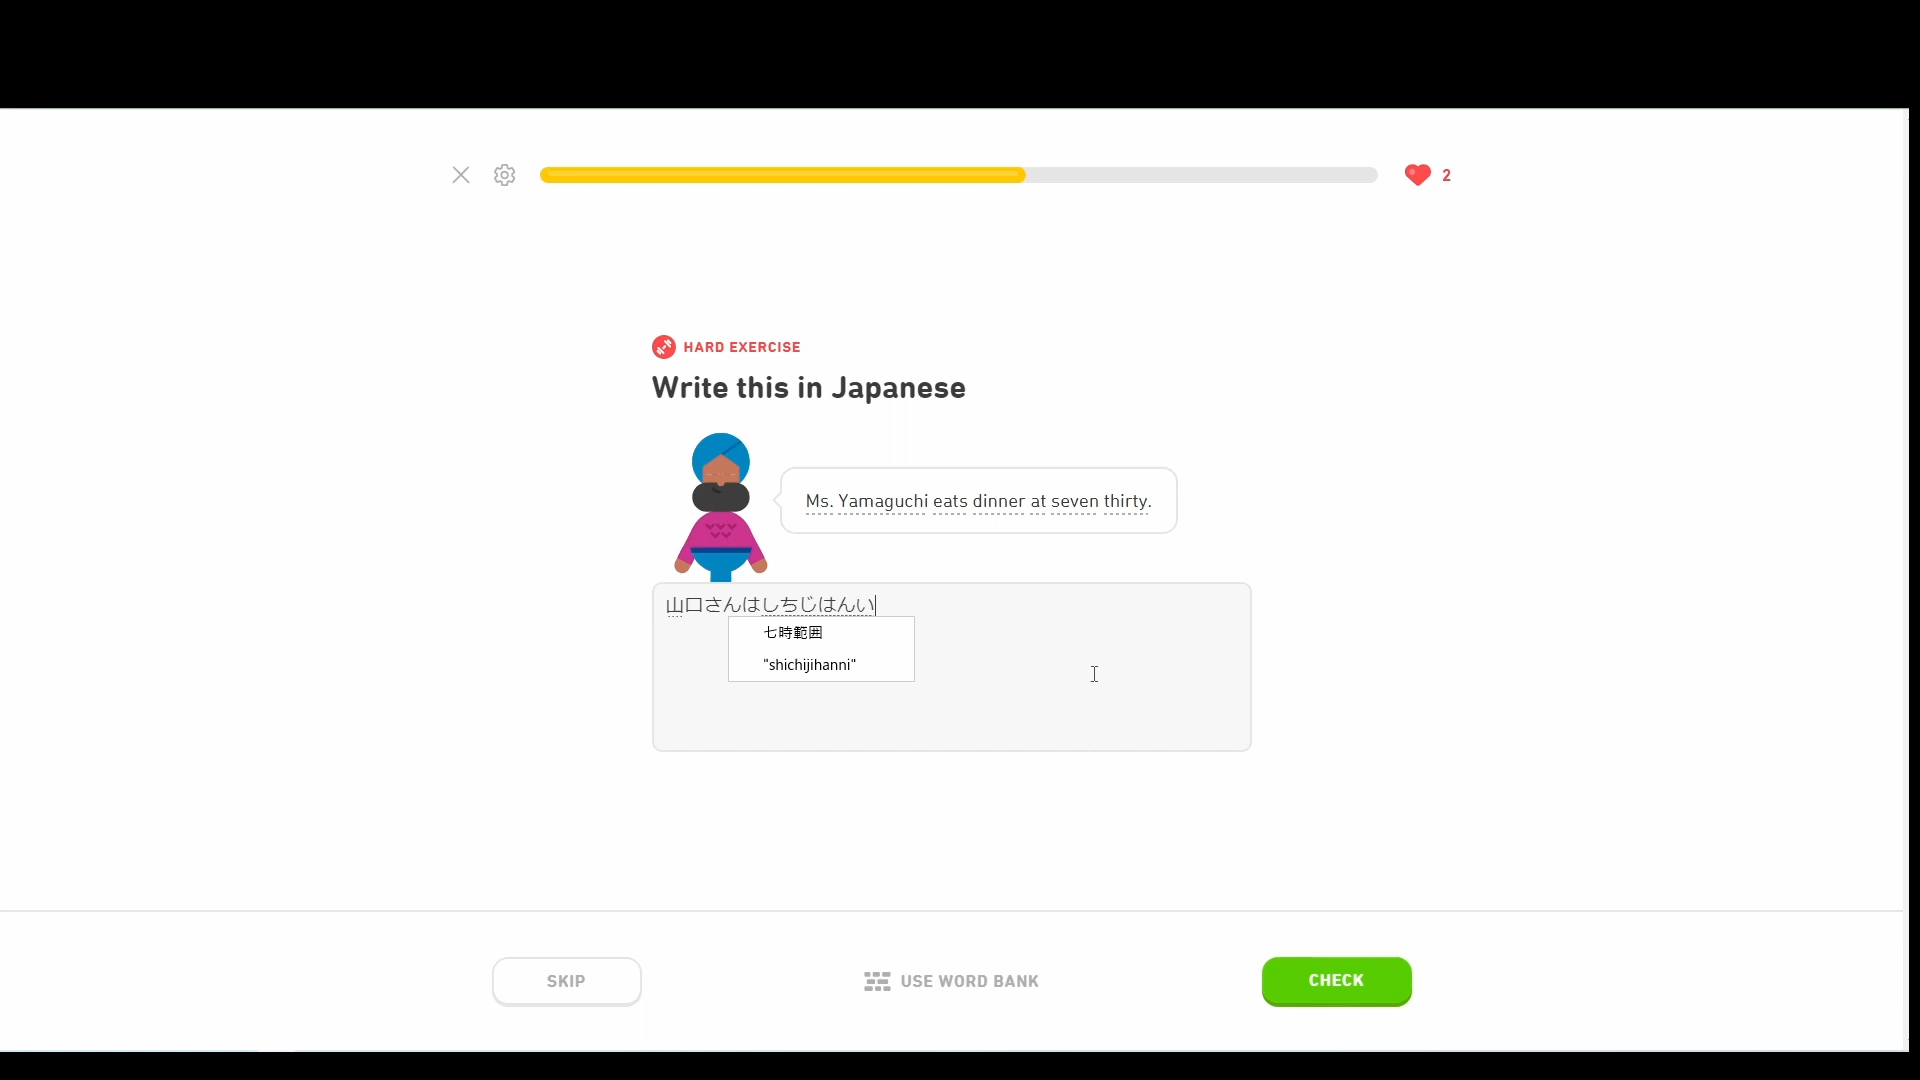 2
HARD EXERCISE
Write this in Japanese
Ms. Yamaguchi eats dinner at seven thirty.
山口さんはしちじはんい
七時範囲
"shichijihanni"
SKIP
USE WORD BANK
CHECK